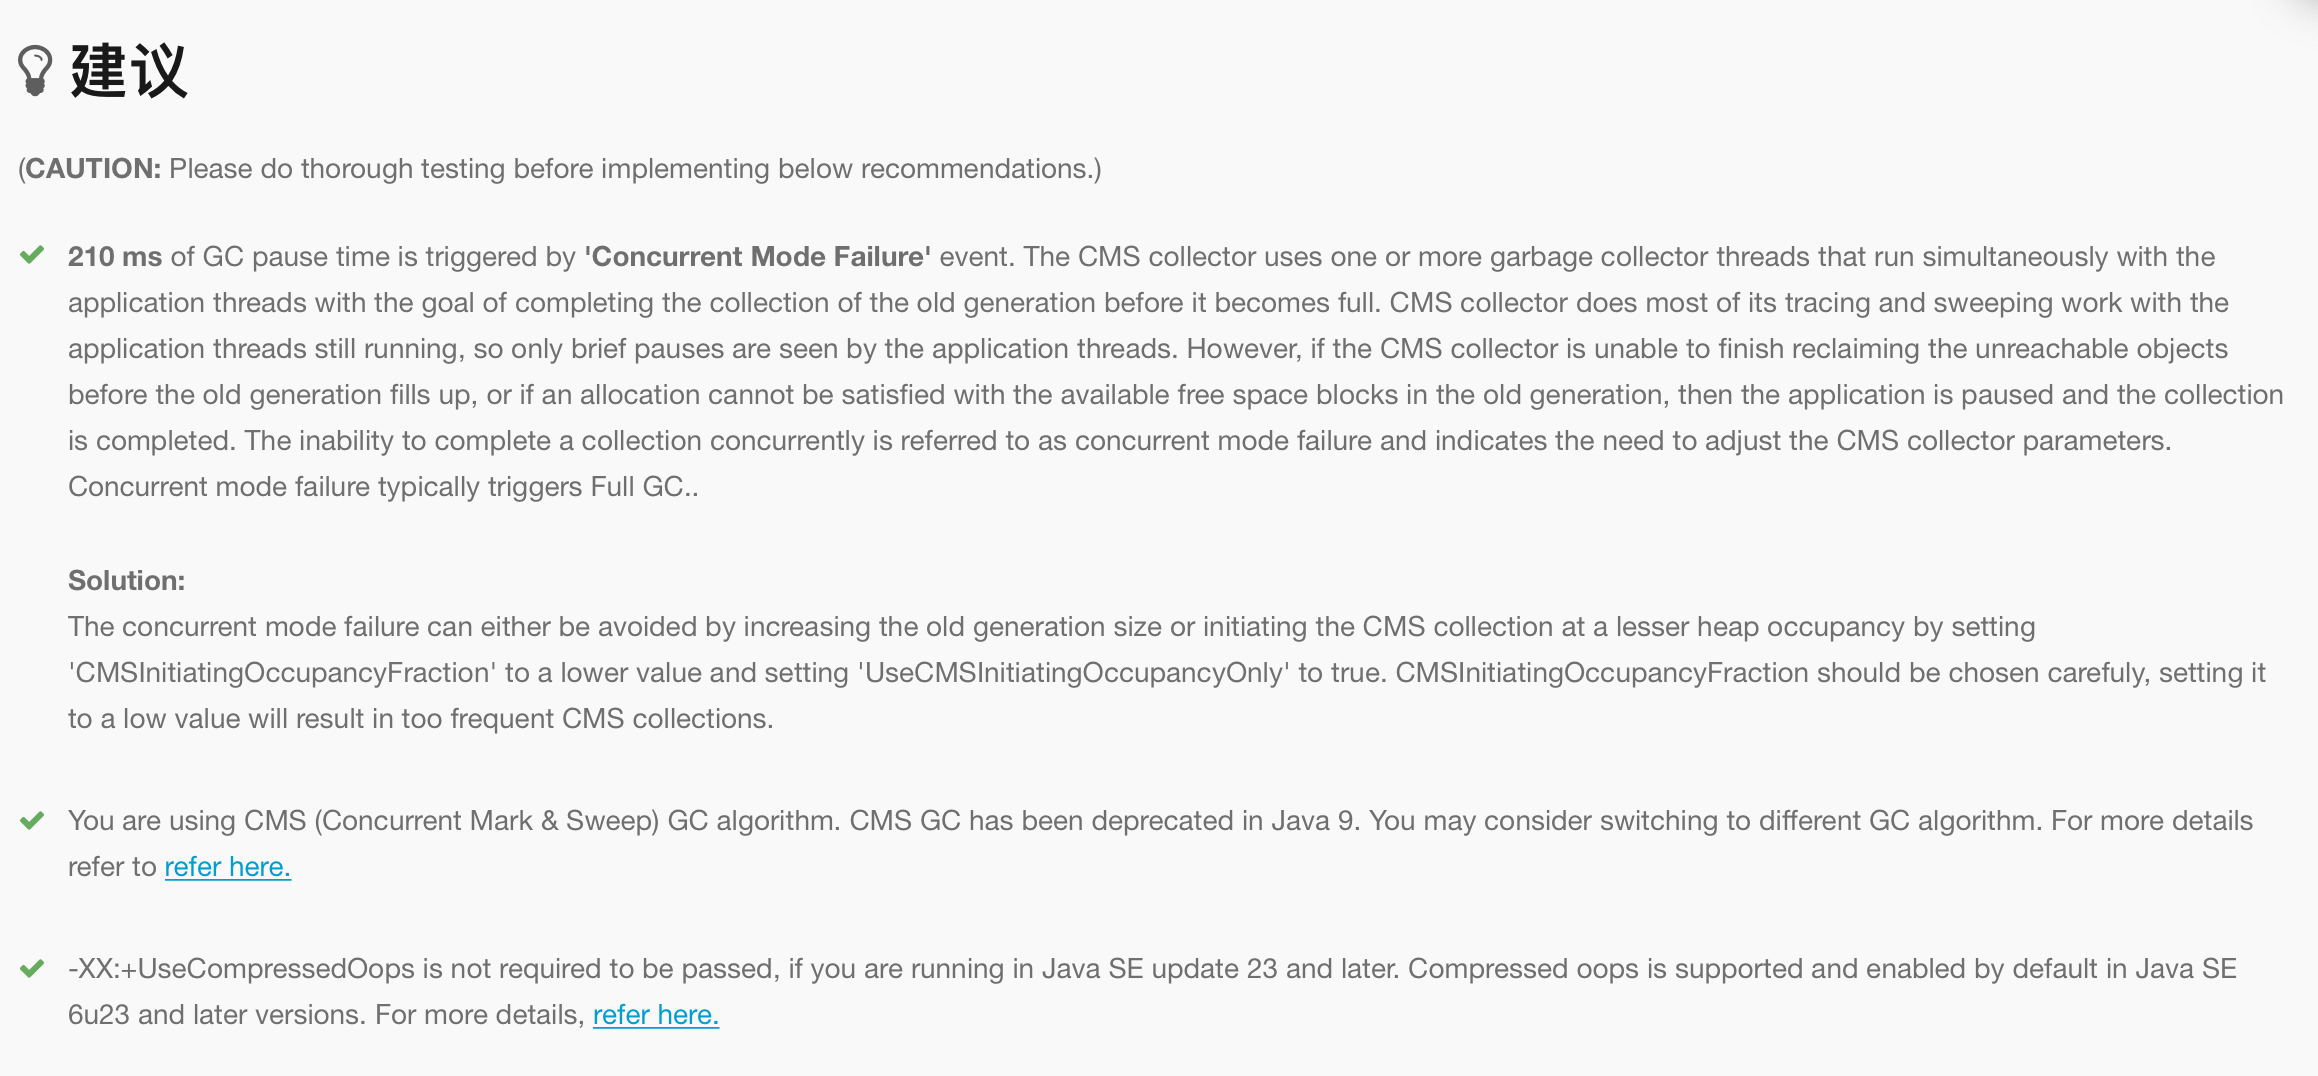 建议
(CAUTION: Please do thorough testing before implementing below recommendations.)
210 ms of GC pause time is triggered by 'Concurrent Mode Failure' event. The CMS collector uses one or more garbage collector threads that run simultaneously with the
application threads with the goal of completing the collection of the old generation before it becomes full. CMS collector does most of its tracing and sweeping work with the
application threads still running, so only brief pauses are seen by the application threads. However, if the CMS collector is unable to finish reclaiming the unreachable objects
before the old generation fills up, or if an allocation cannot be satisfied with the available free space blocks in the old generation, then the application is paused and the collection
is completed. The inability to complete a collection concurrently is referred to as concurrent mode failure and indicates the need to adjust the CMS collector parameters.
Concurrent mode failure typically triggers Full GC..
Solution:
The concurrent mode failure can either be avoided by increasing the old generation size or initiating the CMS collection at a lesser heap occupancy by setting
'CMSInitiatingOccupancyFraction' to a lower value and setting 'UseCMSInitiatingOccupancyOnly' to true. CMSInitiatingOccupancyFraction should be chosen carefuly, setting it
to a low value will result in too frequent CMS collections.
You are using CMS (Concurrent Mark & Sweep) GC algorithm. CMS GC has been deprecated in Java 9. You may consider switching to different GC algorithm. For more details
refer to refer here.
-XX:+UseCompressedOops is not required to be passed, if you are running in Java SE update 23 and later. Compressed oops is supported and enabled by default in Java SE
6u23 and later versions. For more details, refer here.